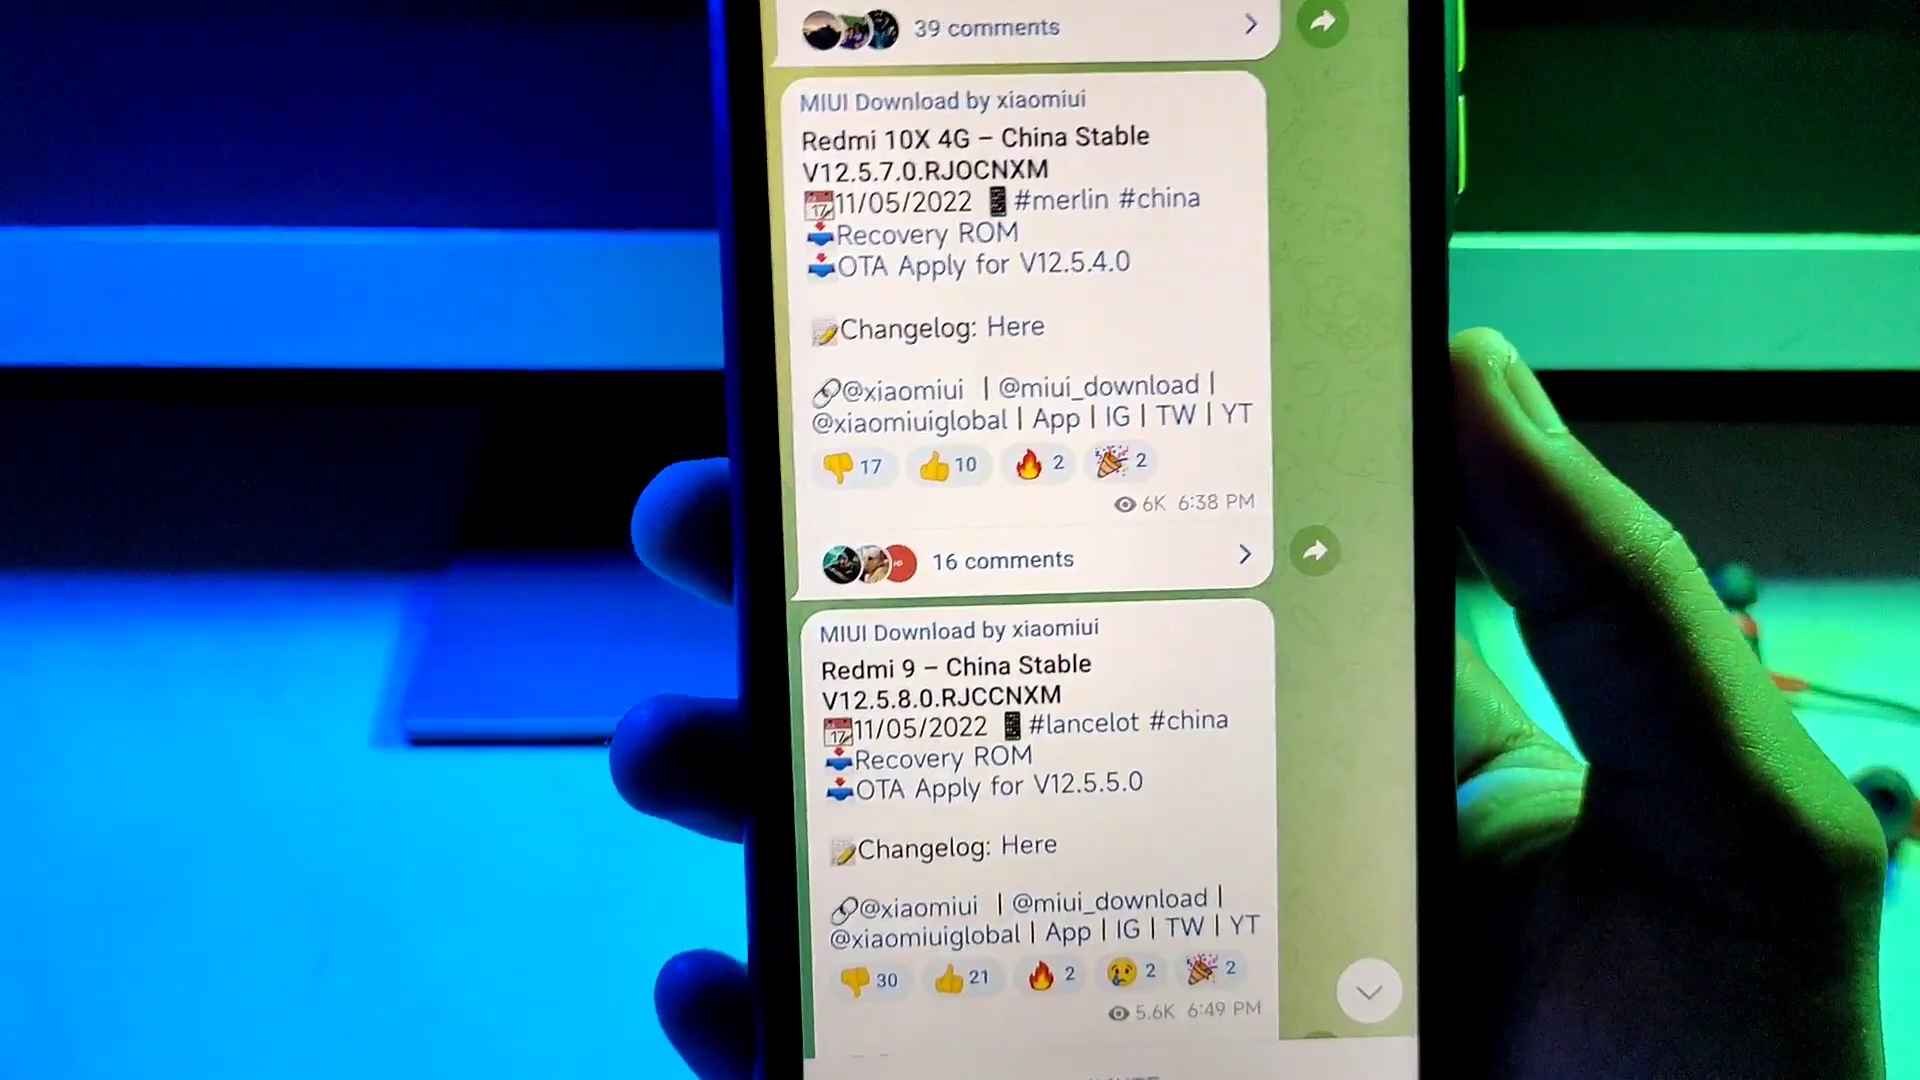 39 comments
MIUI Download by xiaomiui
Redmi 10X 4G – China Stable
V12.5.7.0.RJOCNXM
17 11/05/2022 #merlin #china
Recovery ROM
OTA Apply for V12.5.4.0
Changelog: Here
@xiaomiui | @miui_download |
@xiaomiuiglobal | App | IG | TW | YT
17 10 2 2
6K 6:38 PM
16 comments
MIUI Download by xiaomiui
Redmi 9 – China Stable
V12.5.8.0.RJCCNXM
17 11/05/2022 #lancelot #china
Recovery ROM
OTA Apply for V12.5.5.0
Changelog: Here
@xiaomiui | @miui_download |
@xiaomiuiglobal | App | IG | TW | YT
30 21 2 2 2
5.6K 6:49 PM